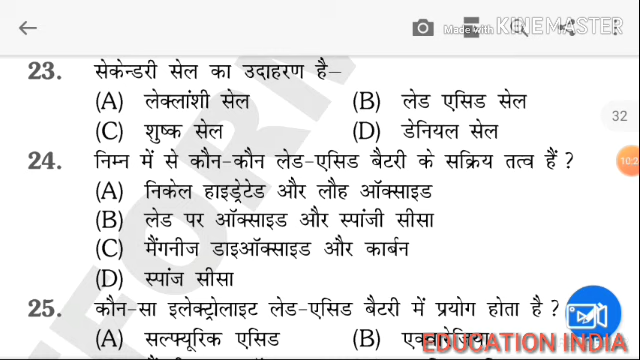 Made with KINEMASTER
23. सेकेन्डरी सेल का उदाहरण है–
(A) लेक्लांशी सेल (B) लेड एसिड सेल
(C) शुष्क सेल (D) डेनियल सेल
32
24. निम्न में से कौन-कौन लेड-एसिड बैटरी के सक्रिय तत्व हैं ?
(A) निकेल हाइड्रेटेड और लौह ऑक्साइड
(B) लेड पर ऑक्साइड और स्पांजी सीसा
(C) मैंगनीज डाइऑक्साइड और कार्बन
(D) स्पांज सीसा
25. कौन-सा इलेक्ट्रोलाइट लेड-एसिड बैटरी में प्रयोग होता है ?
(A) सल्फ्यूरिक एसिड (B) एक्वारेजिया
EDUCATION INDIA